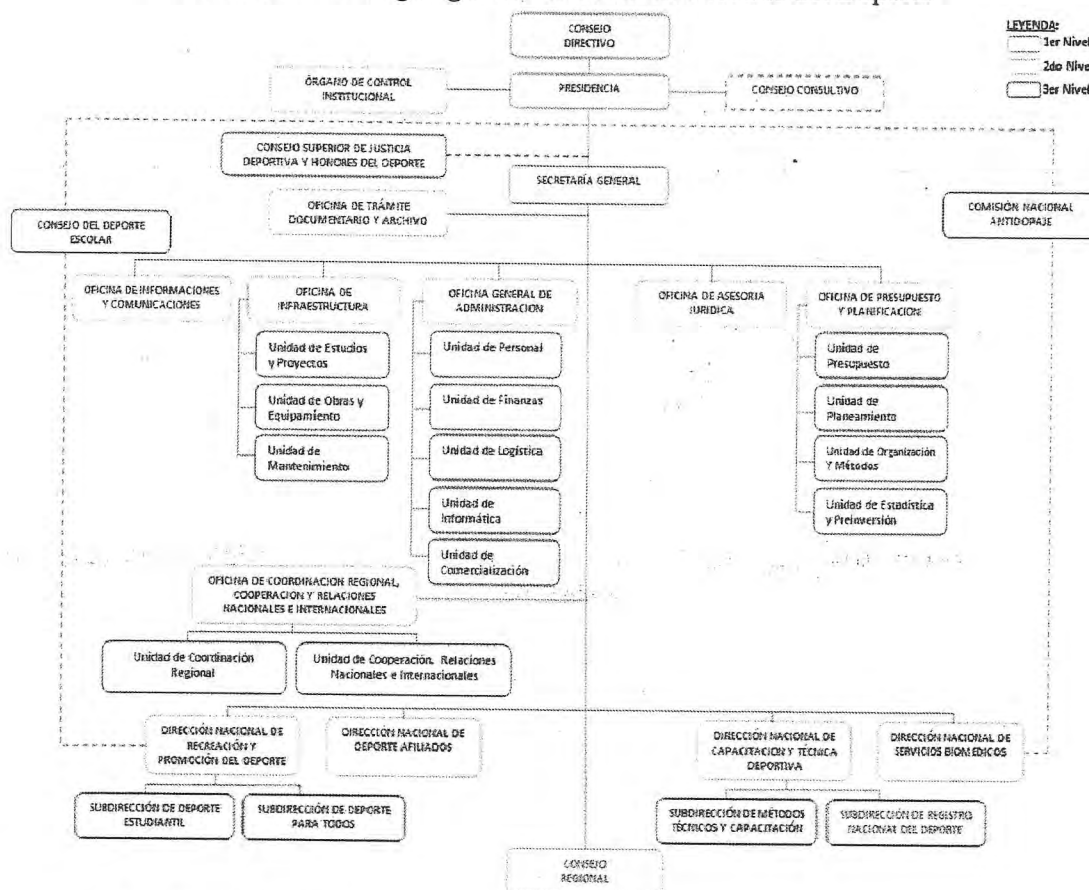 CONSEJO
DIRECTIVO
LEYENDA:
1er Nivel
2do Nivel
3er Nivel
ÓRGANO DE CONTROL
INSTITUCIONAL
PRESIDENCIA
CONSEJO CONSULTIVO
CONSEJO SUPERIOR DE JUSTICIA
DEPORTIVA Y HONORES DEL DEPORTE
SECRETARÍA GENERAL
OFICINA DE TRÁMITE
DOCUMENTARIO Y ARCHIVO
CONSEJO DEL DEPORTE
ESCOLAR
COMISIÓN NACIONAL
ANTIDOPAJE
OFICINA DE INFORMACIONES
Y COMUNICACIONES
OFICINA DE
INFRAESTRUCTURA
OFICINA GENERAL DE
ADMINISTRACION
OFICINA DE ASESORIA
JURIDICA
OFICINA DE PRESUPUESTO
Y PLANIFICACION
Unidad de Estudios
y Proyectos
Unidad de Obras y
Equipamiento
Unidad de
Mantenimiento
Unidad de Personal
Unidad de Finanzas
Unidad de Logística
Unidad de
Informática
Unidad de
Comercialización
Unidad de
Presupuesto
Unidad de
Planeamiento
Unidad de Organización
Y Métodos
Unidad de Estadística
y Preinversión
OFICINA DE COORDINACION REGIONAL,
COOPERACION Y RELACIONES
NACIONALES E INTERNACIONALES
Unidad de Coordinación
Regional
Unidad de Cooperación, Relaciones
Nacionales e Internacionales
DIRECCIÓN NACIONAL DE
RECREACIÓN Y
PROMOCIÓN DEL DEPORTE
DIRECCIÓN NACIONAL DE
DEPORTE AFILIADOS
DIRECCIÓN NACIONAL DE
CAPACITACION Y TÉCNICA
DEPORTIVA
DIRECCIÓN NACIONAL DE
SERVICIOS BIOMEDICOS
SUBDIRECCIÓN DE DEPORTE
ESTUDIANTIL
SUBDIRECCIÓN DE DEPORTE
PARA TODOS
SUBDIRECCIÓN DE MÉTODOS
TÉCNICOS Y CAPACITACIÓN
SUBDIRECCIÓN DE REGISTRO
NACIONAL DEL DEPORTE
CONSEJO
REGIONAL